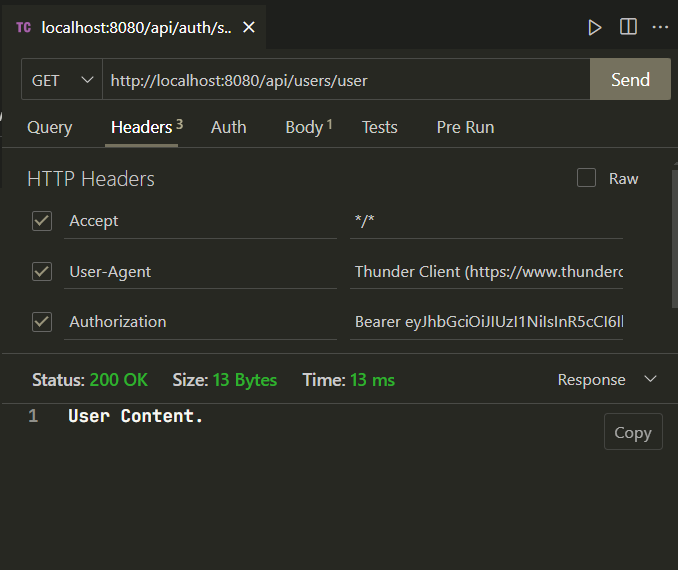 TC localhost:8080/api/auth/s..
GET http://localhost:8080/api/users/user Send
Query Headers 3 Auth Body 1 Tests Pre Run
HTTP Headers Raw
Accept */*
User-Agent Thunder Client (https://www.thunderc
Authorization Bearer eyJhbGciOiJIUzI1NiIsInR5cCI6Il
Status: 200 OK Size: 13 Bytes Time: 13 ms Response
1 User Content.
Copy